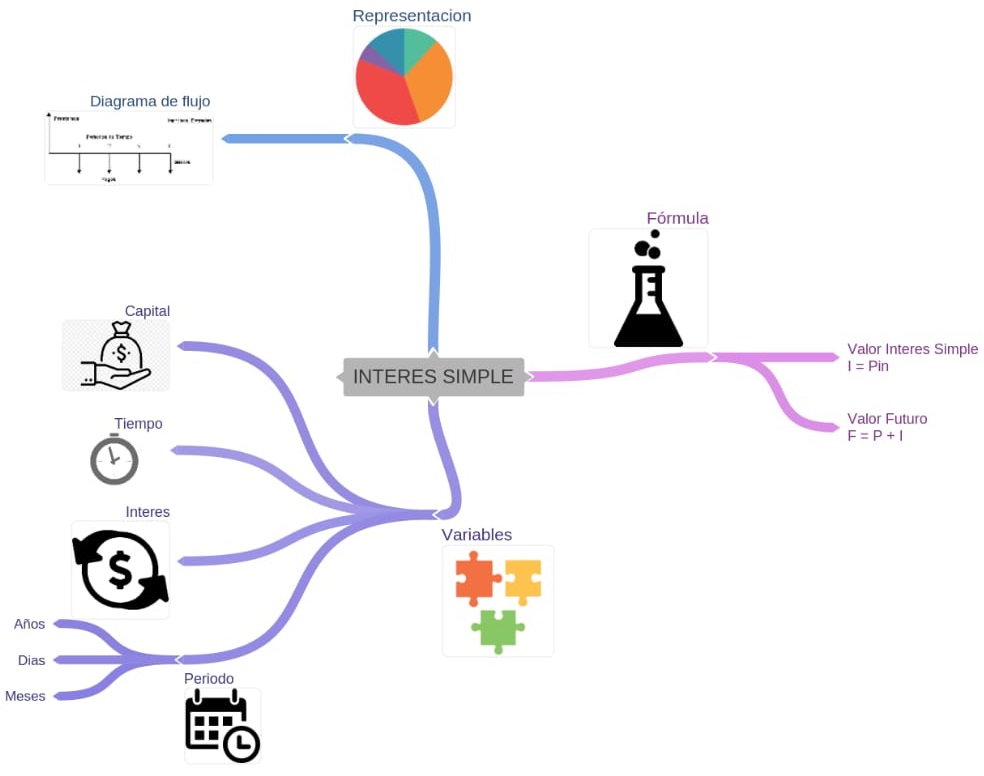 Representacion
Diagrama de flujo
Fórmula
Capital
Valor Interes Simple
I = Pin
INTERES SIMPLE
Valor Futuro
F = P + I
Tiempo
Interes
Variables
Años
Dias
Periodo
Meses
$
$